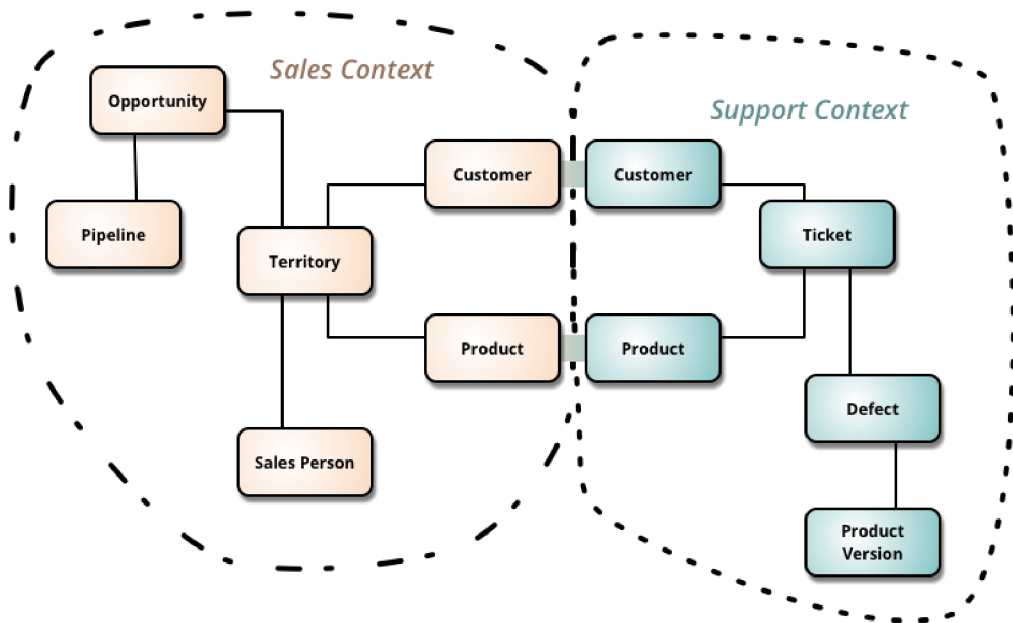 Sales Context
Opportunity
Pipeline
Territory
Customer
Product
Sales Person
Support Context
Customer
Ticket
Product
Defect
Product
Version